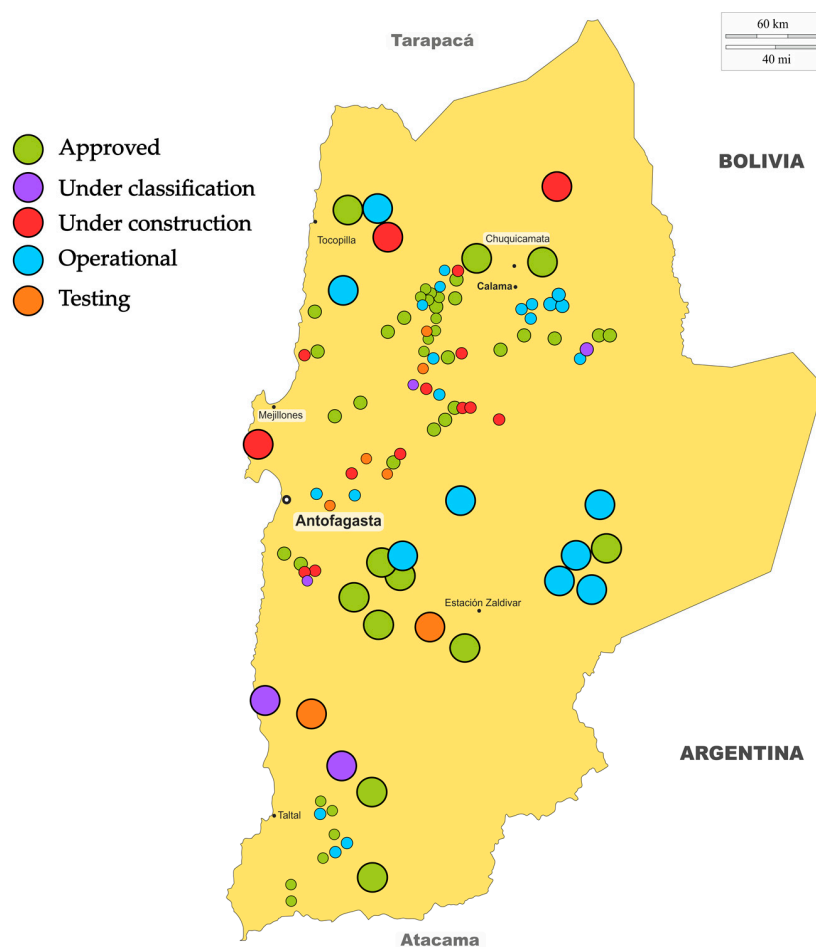 Tarapacá
60 km
40 mi
Approved
Under classification
Under construction
Operational
Testing
BOLIVIA
Tocopilla
Chuquicamata
Calama
Mejillones
Antofagasta
Estación Zaldivar
ARGENTINA
Taltal
Atacama